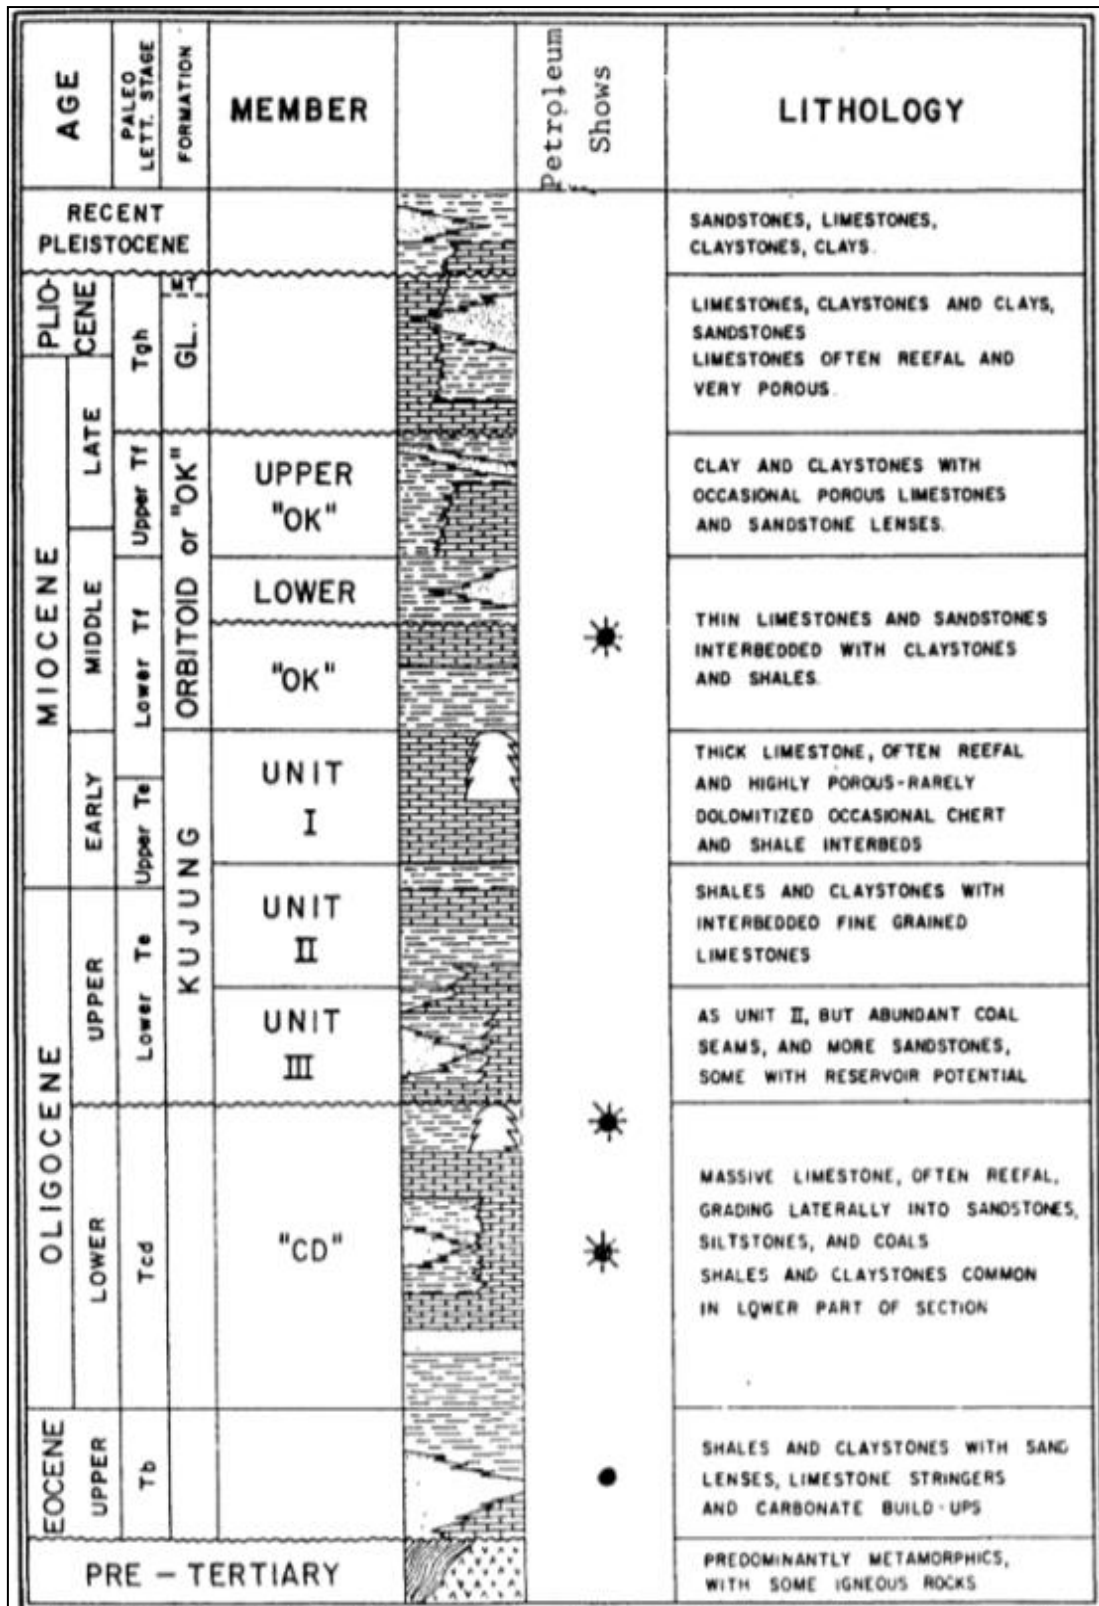 AGE
PALEO
LETT. STAGE
FORMATION
MEMBER
Petroleum
Shows
LITHOLOGY
RECENT
PLEISTOCENE
SANDSTONES, LIMESTONES,
CLAYSTONES, CLAYS.
PLIO-
CENE
Tgh
MT.
GL.
LIMESTONES, CLAYSTONES AND CLAYS,
SANDSTONES
LIMESTONES OFTEN REEFAL AND
VERY POROUS.
MIOCENE
LATE
Upper Tf
ORBITOID or "OK"
UPPER
"OK"
CLAY AND CLAYSTONES WITH
OCCASIONAL POROUS LIMESTONES
AND SANDSTONE LENSES.
MIDDLE
Lower Tf
LOWER
"OK"
THIN LIMESTONES AND SANDSTONES
INTERBEDDED WITH CLAYSTONES
AND SHALES.
EARLY
Upper Te
KUJUNG
UNIT
I
THICK LIMESTONE, OFTEN REEFAL
AND HIGHLY POROUS-RARELY
DOLOMITIZED OCCASIONAL CHERT
AND SHALE INTERBEDS
OLIGOCENE
UPPER
Lower Te
UNIT
II
SHALES AND CLAYSTONES WITH
INTERBEDDED FINE GRAINED
LIMESTONES
UNIT
III
AS UNIT II, BUT ABUNDANT COAL
SEAMS, AND MORE SANDSTONES,
SOME WITH RESERVOIR POTENTIAL
LOWER
Tcd
"CD"
MASSIVE LIMESTONE, OFTEN REEFAL,
GRADING LATERALLY INTO SANDSTONES,
SILTSTONES, AND COALS
SHALES AND CLAYSTONES COMMON
IN LOWER PART OF SECTION
EOCENE
UPPER
Tb
SHALES AND CLAYSTONES WITH SAND
LENSES, LIMESTONE STRINGERS
AND CARBONATE BUILD-UPS
PRE-TERTIARY
PREDOMINANTLY METAMORPHICS,
WITH SOME IGNEOUS ROCKS